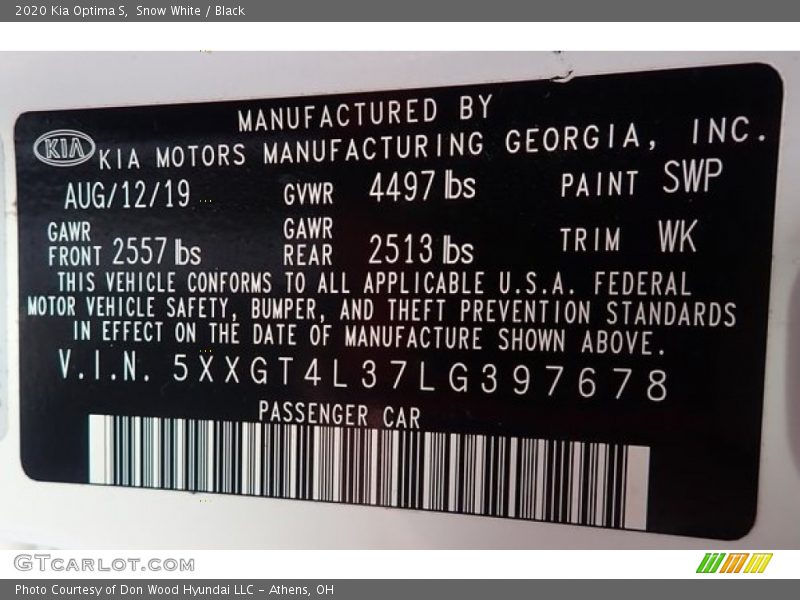 2020 Kia Optima S, Snow White / Black
MANUFACTURED BY
KIA KIA MOTORS MANUFACTURING GEORGIA, INC.
AUG/12/19 GVWR 4497 lbs PAINT SWP
GAWR FRONT 2557 lbs GAWR REAR 2513 lbs TRIM WK
THIS VEHICLE CONFORMS TO ALL APPLICABLE U.S.A. FEDERAL
MOTOR VEHICLE SAFETY, BUMPER, AND THEFT PREVENTION STANDARDS
IN EFFECT ON THE DATE OF MANUFACTURE SHOWN ABOVE.
V.I.N. 5XXGT4L37LG397678
PASSENGER CAR
GTCARLOT.COM
Photo Courtesy of Don Wood Hyundai LLC - Athens, OH